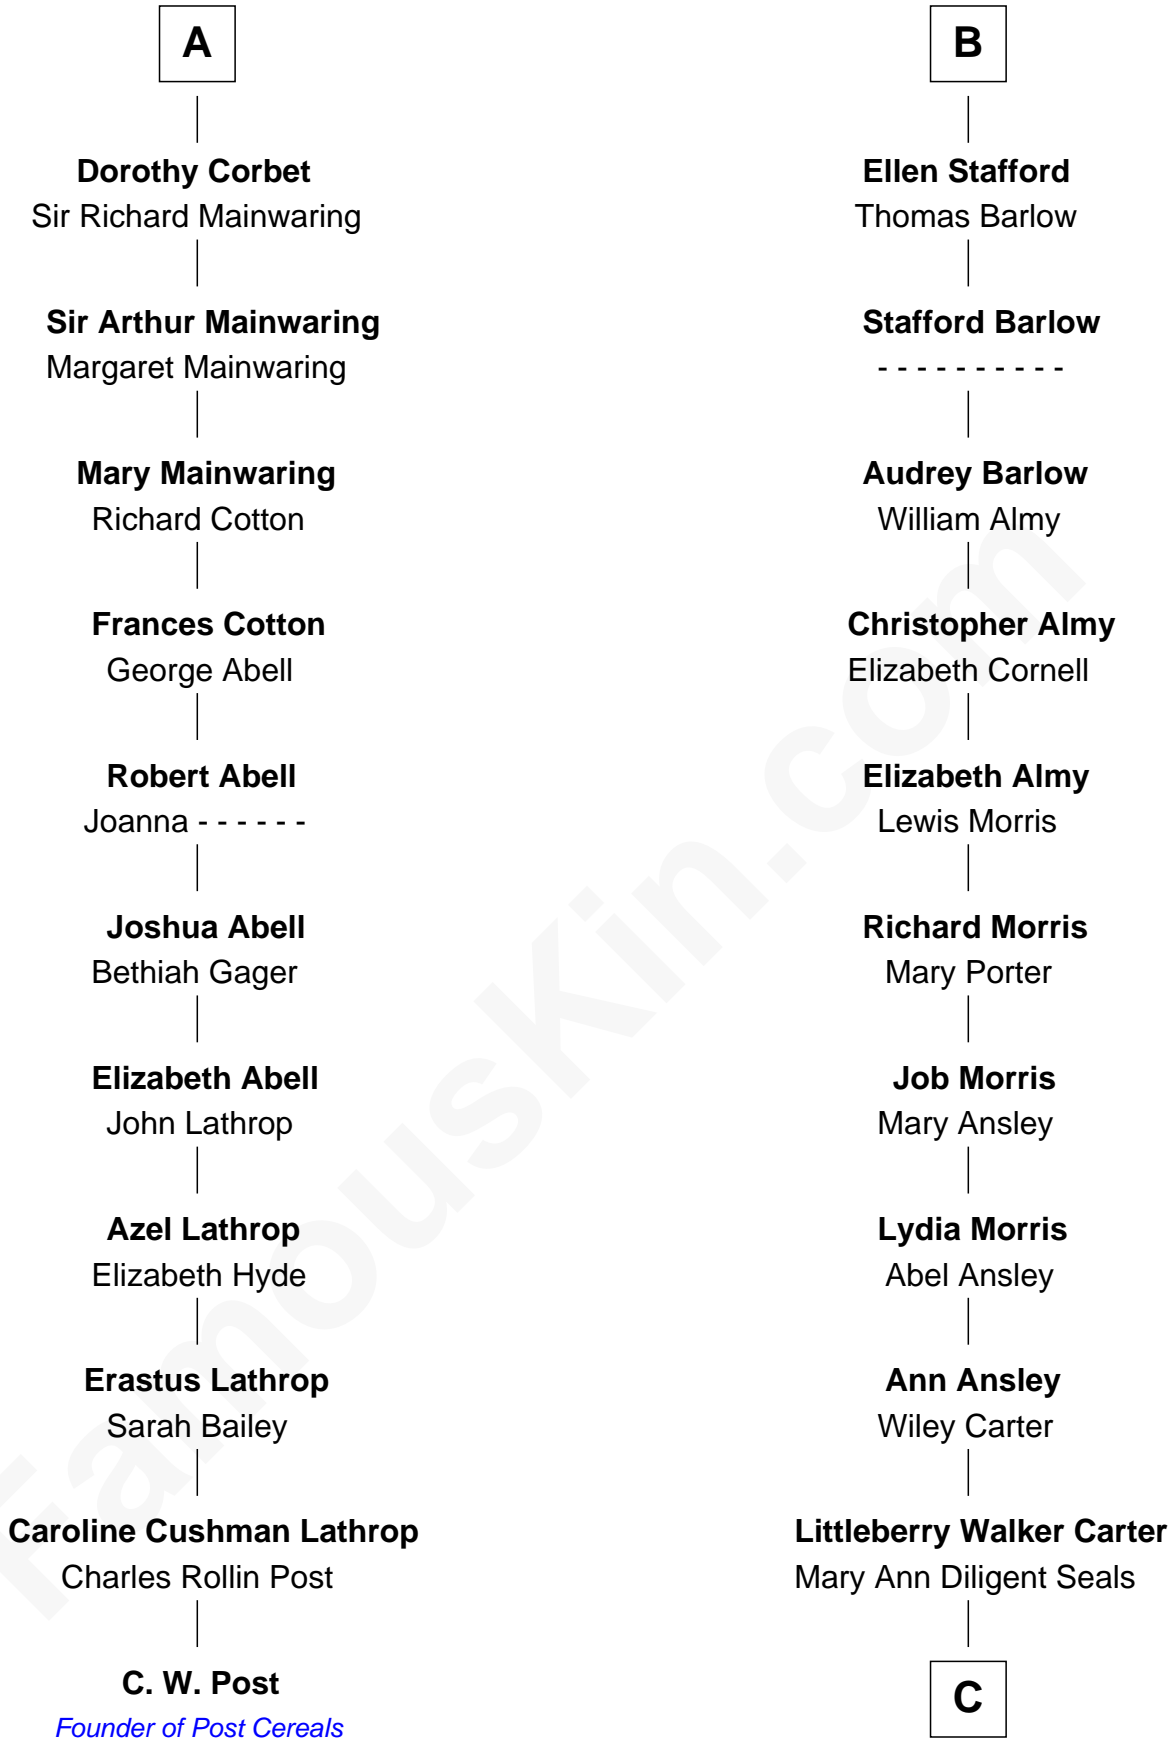 A
Dorothy Corbet
Sir Richard Mainwaring
Sir Arthur Mainwaring
Margaret Mainwaring
Mary Mainwaring
Richard Cotton
Frances Cotton
George Abell
Robert Abell
Joanna - - - - - -
Joshua Abell
Bethiah Gager
Elizabeth Abell
John Lathrop
Azel Lathrop
Elizabeth Hyde
Erastus Lathrop
Sarah Bailey
Caroline Cushman Lathrop
Charles Rollin Post
C. W. Post
Founder of Post Cereals
B
Ellen Stafford
Thomas Barlow
Stafford Barlow
- - - - - - - - - -
Audrey Barlow
William Almy
Christopher Almy
Elizabeth Cornell
Elizabeth Almy
Lewis Morris
Richard Morris
Mary Porter
Job Morris
Mary Ansley
Lydia Morris
Abel Ansley
Ann Ansley
Wiley Carter
Littleberry Walker Carter
Mary Ann Diligent Seals
C
FamousKin.com